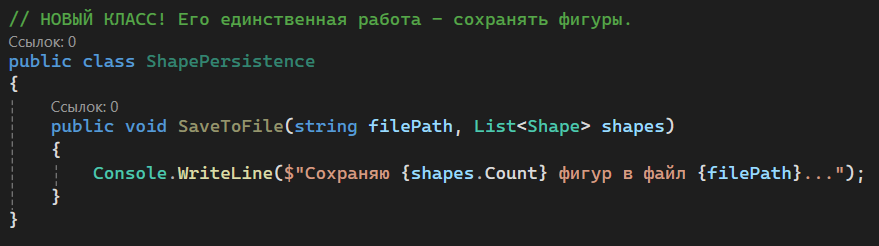 // НОВЫЙ КЛАСС! Его единственная работа - сохранять фигуры.
Ссылок: 0
public class ShapePersistence
{
Ссылок: 0
public void SaveToFile(string filePath, List<Shape> shapes)
{
Console.WriteLine($"Сохраняю {shapes.Count} фигур в файл {filePath}...");
}
}